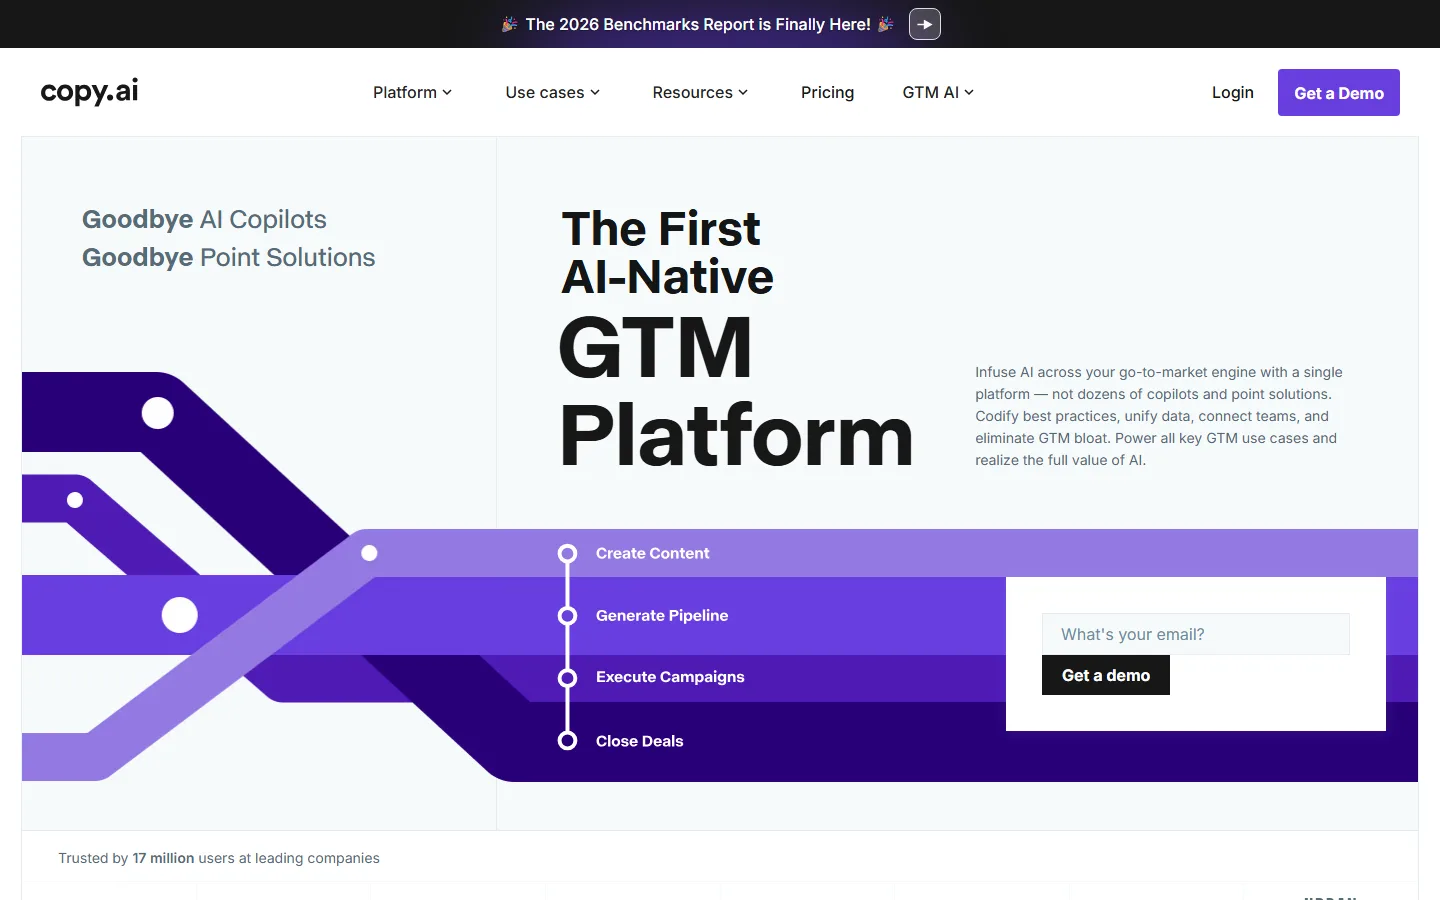 🎉 The 2026 Benchmarks Report is Finally Here! 🎉
copy.ai
Platform
Use cases
Resources
Pricing
GTM AI
Login
Get a Demo
Goodbye AI Copilots
Goodbye Point Solutions
The First
AI-Native
GTM
Platform
Infuse AI across your go-to-market engine with a single
platform — not dozens of copilots and point solutions.
Codify best practices, unify data, connect teams, and
eliminate GTM bloat. Power all key GTM use cases and
realize the full value of AI.
Create Content
Generate Pipeline
Execute Campaigns
Close Deals
What's your email?
Get a demo
Trusted by 17 million users at leading companies